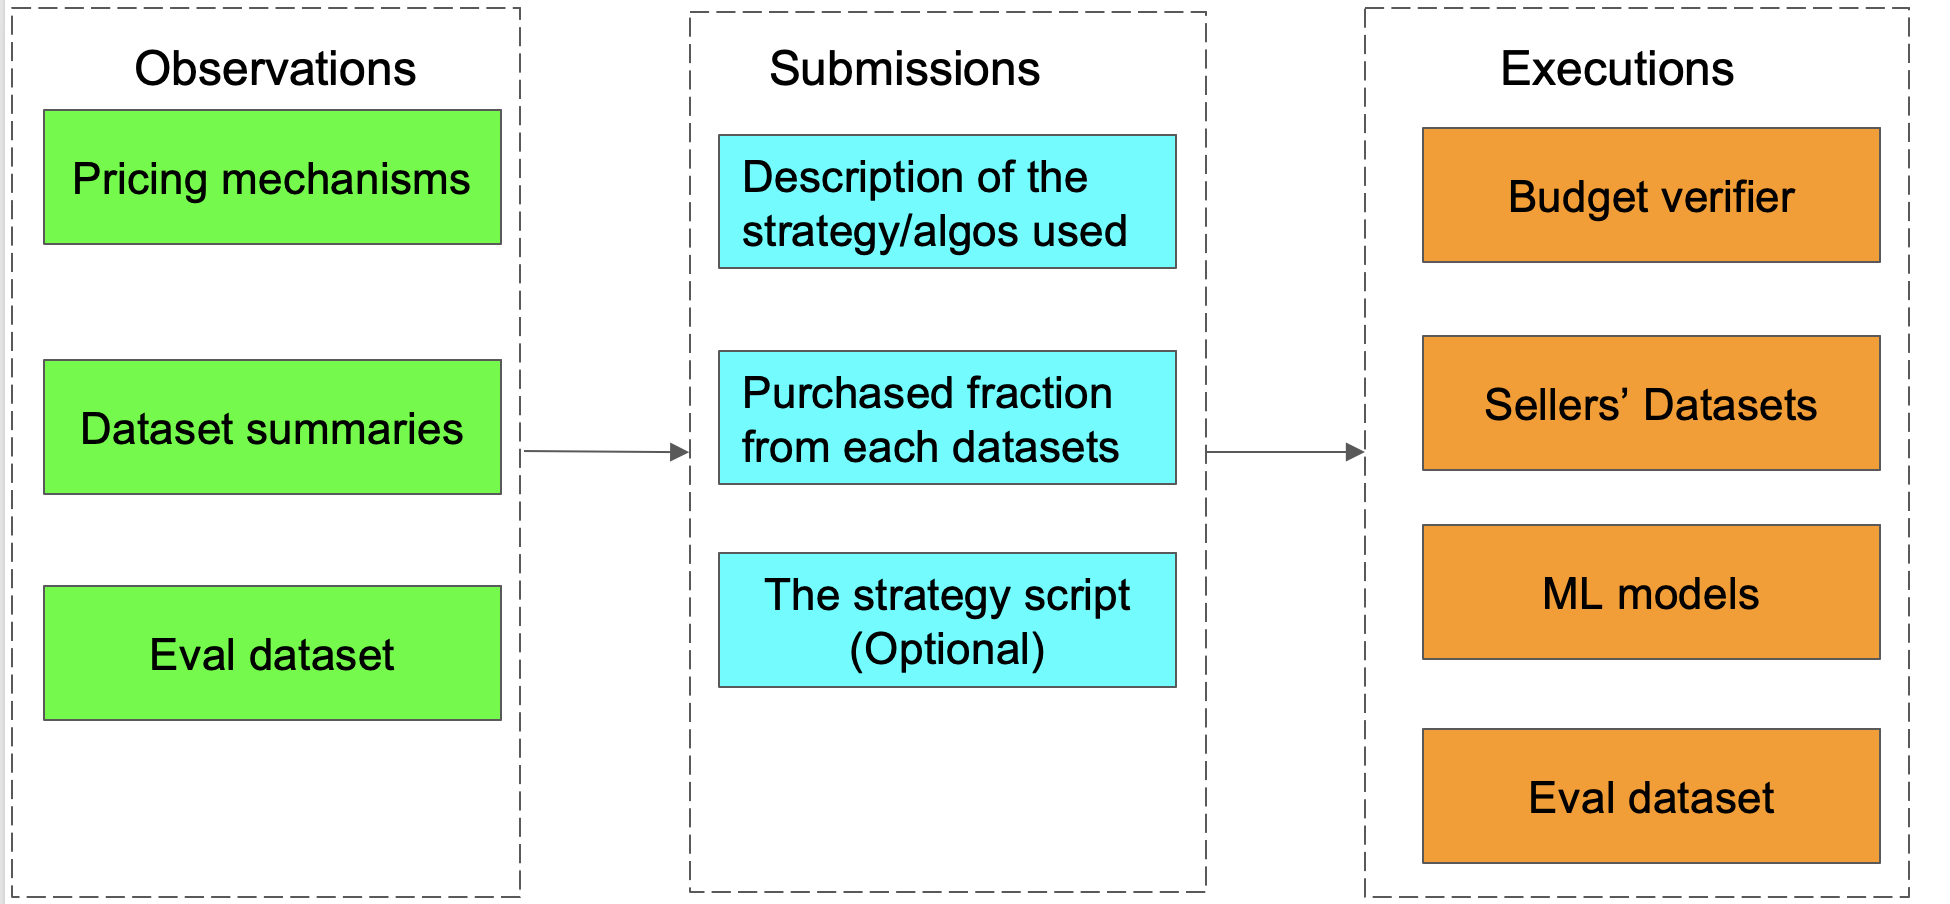 Observations
Pricing mechanisms
Dataset summaries
Eval dataset
Submissions
Description of the
strategy/algos used
Purchased fraction
from each datasets
The strategy script
(Optional)
Executions
Budget verifier
Sellers’ Datasets
ML models
Eval dataset